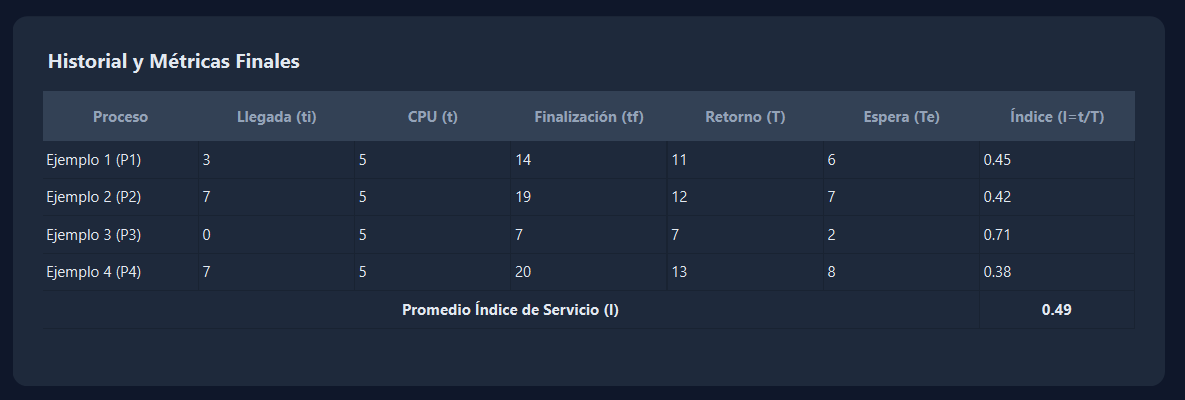 Historial y Métricas Finales
Proceso Llegada (ti) CPU (t) Finalización (tf) Retorno (T) Espera (Te) Índice (I=t/T)
Ejemplo 1 (P1) 3 5 14 11 6 0.45
Ejemplo 2 (P2) 7 5 19 12 7 0.42
Ejemplo 3 (P3) 0 5 7 7 2 0.71
Ejemplo 4 (P4) 7 5 20 13 8 0.38
Promedio Índice de Servicio (I) 0.49